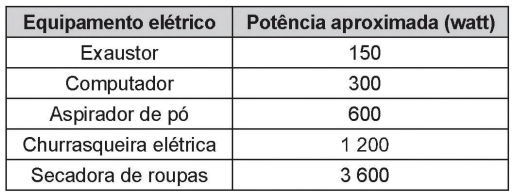 Equipamento elétrico Potência aproximada (watt)
Exaustor 150
Computador 300
Aspirador de pó 600
Churrasqueira elétrica 1 200
Secadora de roupas 3 600